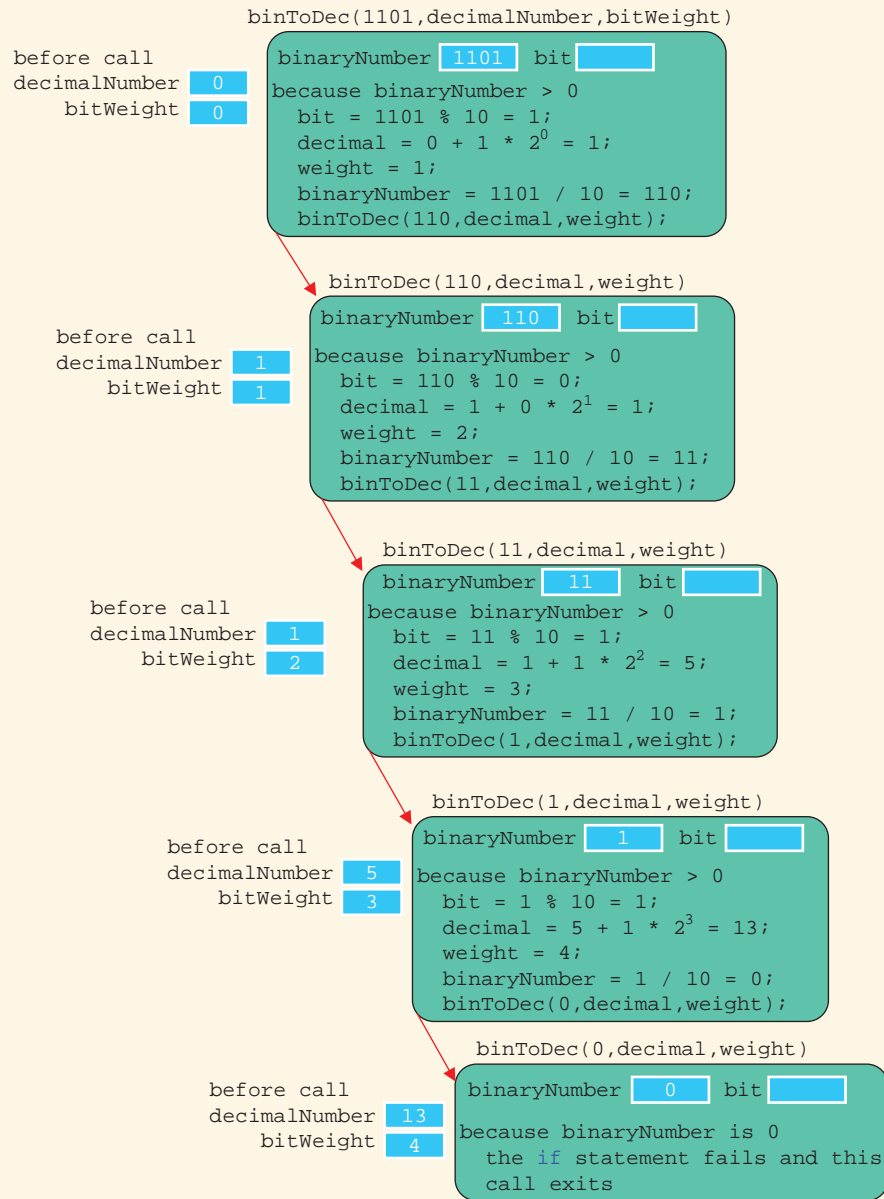 binToDec(1101,decimalNumber,bitWeight)
before call
decimalNumber 0
bitWeight 0
binaryNumber 1101 bit
because binaryNumber > 0
bit = 1101 % 10 = 1;
decimal = 0 + 1 * 2^0 = 1;
weight = 1;
binaryNumber = 1101 / 10 = 110;
binToDec(110,decimal,weight);
binToDec(110,decimal,weight)
before call
decimalNumber 1
bitWeight 1
binaryNumber 110 bit
because binaryNumber > 0
bit = 110 % 10 = 0;
decimal = 1 + 0 * 2^1 = 1;
weight = 2;
binaryNumber = 110 / 10 = 11;
binToDec(11,decimal,weight);
binToDec(11,decimal,weight)
before call
decimalNumber 1
bitWeight 2
binaryNumber 11 bit
because binaryNumber > 0
bit = 11 % 10 = 1;
decimal = 1 + 1 * 2^2 = 5;
weight = 3;
binaryNumber = 11 / 10 = 1;
binToDec(1,decimal,weight);
binToDec(1,decimal,weight)
before call
decimalNumber 5
bitWeight 3
binaryNumber 1 bit
because binaryNumber > 0
bit = 1 % 10 = 1;
decimal = 5 + 1 * 2^3 = 13;
weight = 4;
binaryNumber = 1 / 10 = 0;
binToDec(0,decimal,weight);
binToDec(0,decimal,weight)
before call
decimalNumber 13
bitWeight 4
binaryNumber 0 bit
because binaryNumber is 0
the if statement fails and this
call exits